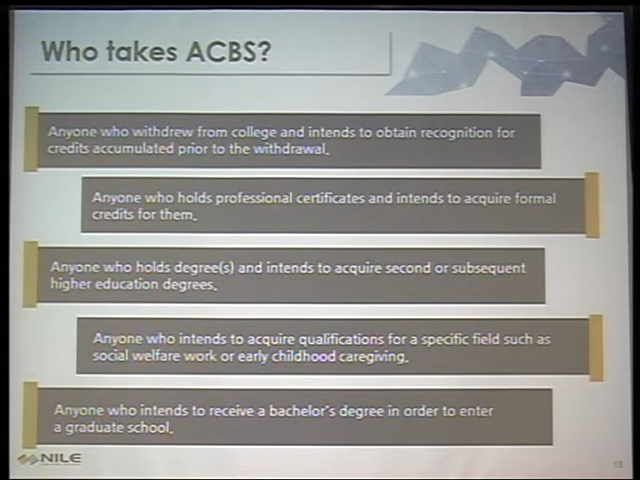 Who takes ACBS?
Anyone who withdrew from college and intends to obtain recognition for
credits accumulated prior to the withdrawal.
Anyone who holds professional certificates and intends to acquire formal
credits for them.
Anyone who holds degree(s) and intends to acquire second or subsequent
higher education degrees.
Anyone who intends to acquire qualifications for a specific field such as
social welfare work or early childhood caregiving.
Anyone who intends to receive a bachelor's degree in order to enter
a graduate school.
NILE